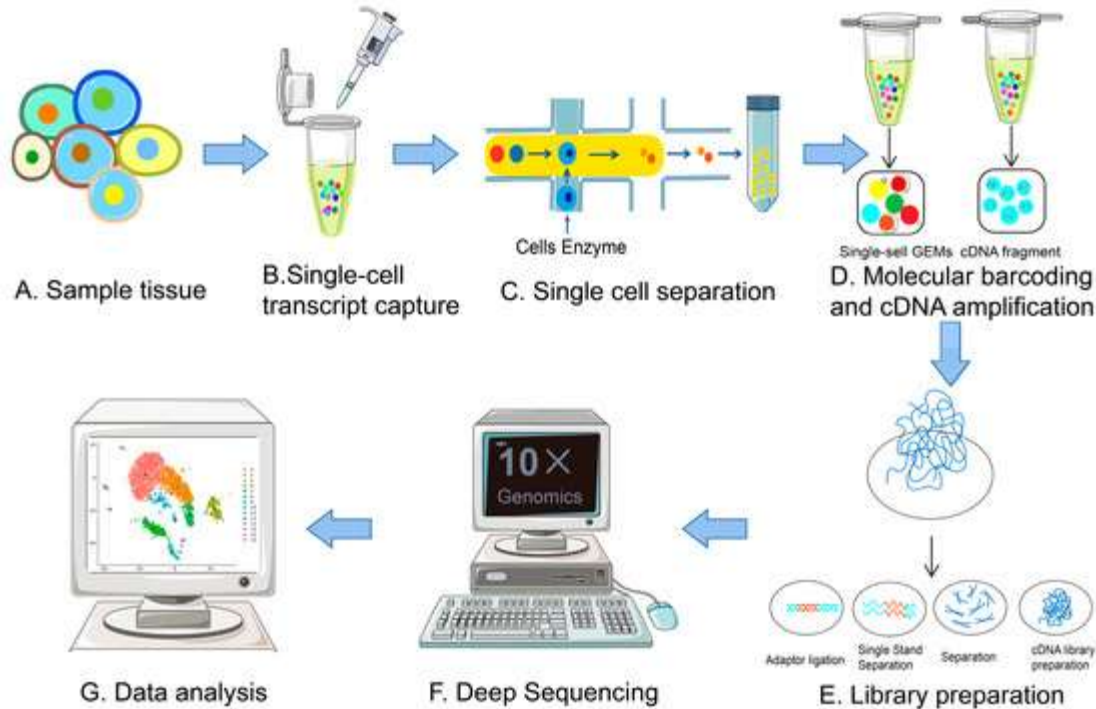 Cells Enzyme
Single-sell GEMs
cDNA fragment
A. Sample tissue
B.Single-cell
transcript capture
C. Single cell separation
D. Molecular barcoding
and cDNA amplification
10×
Genomics
Adaptor ligation
Single Stand
Separation
Separation
cDNA library
preparation
G. Data analysis
F. Deep Sequencing
E. Library preparation